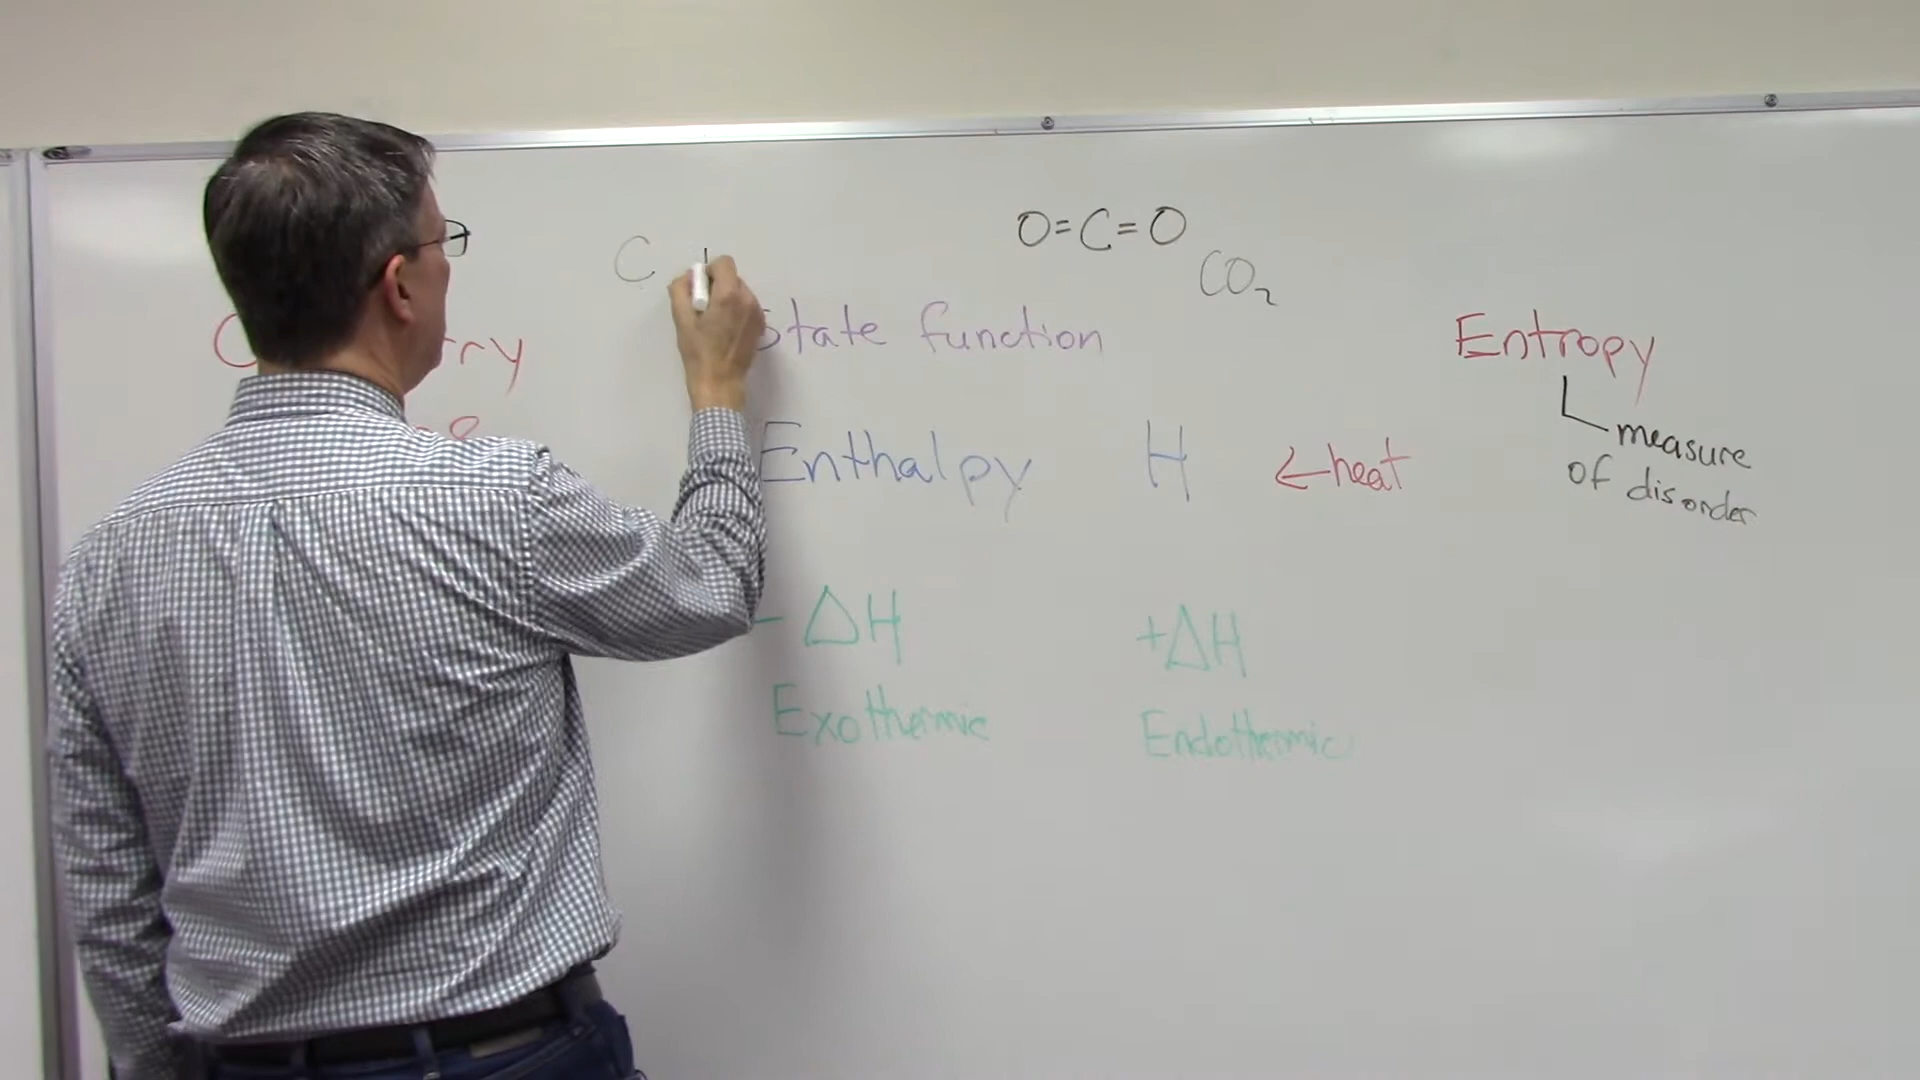 O=C=O
C
CO2
State function
Entropy
measure
of disorder
Enthalpy H ←heat
- ΔH
+ΔH
Exothermic
Endothermic